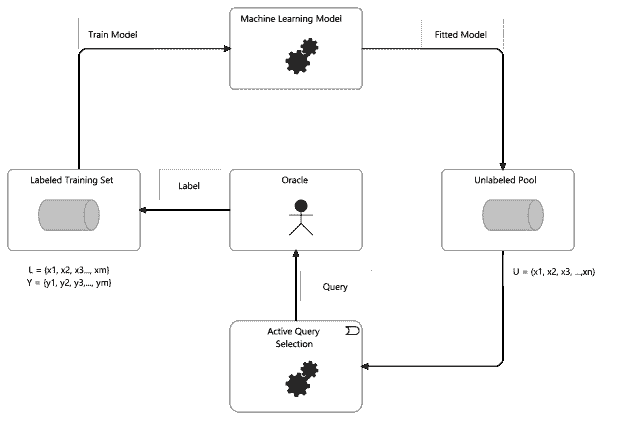 Machine Learning Model
Train Model
Fitted Model
Labeled Training Set
Label
Oracle
Unlabeled Pool
L = {x1, x2, x3..., xm}
Y = {y1, y2, y3,..., ym}
U = {x1, x2, x3, ...,xn}
Query
Active Query
Selection